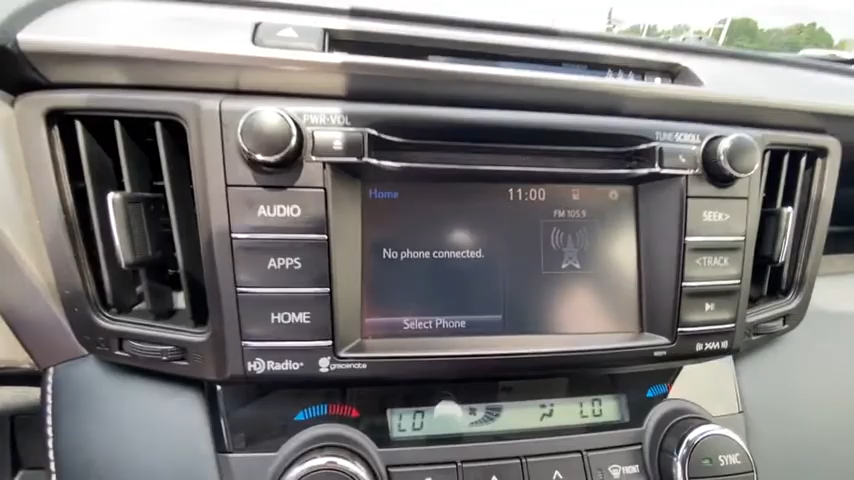 PWR·VOL
TUNE·SCROLL
AUDIO
APPS
HOME
Home
11:00
FM 105.9
No phone connected.
Select Phone
SEEK>
<TRACK
HD Radio
gracenote
((XM))
LO
LO
FRONT
SYNC